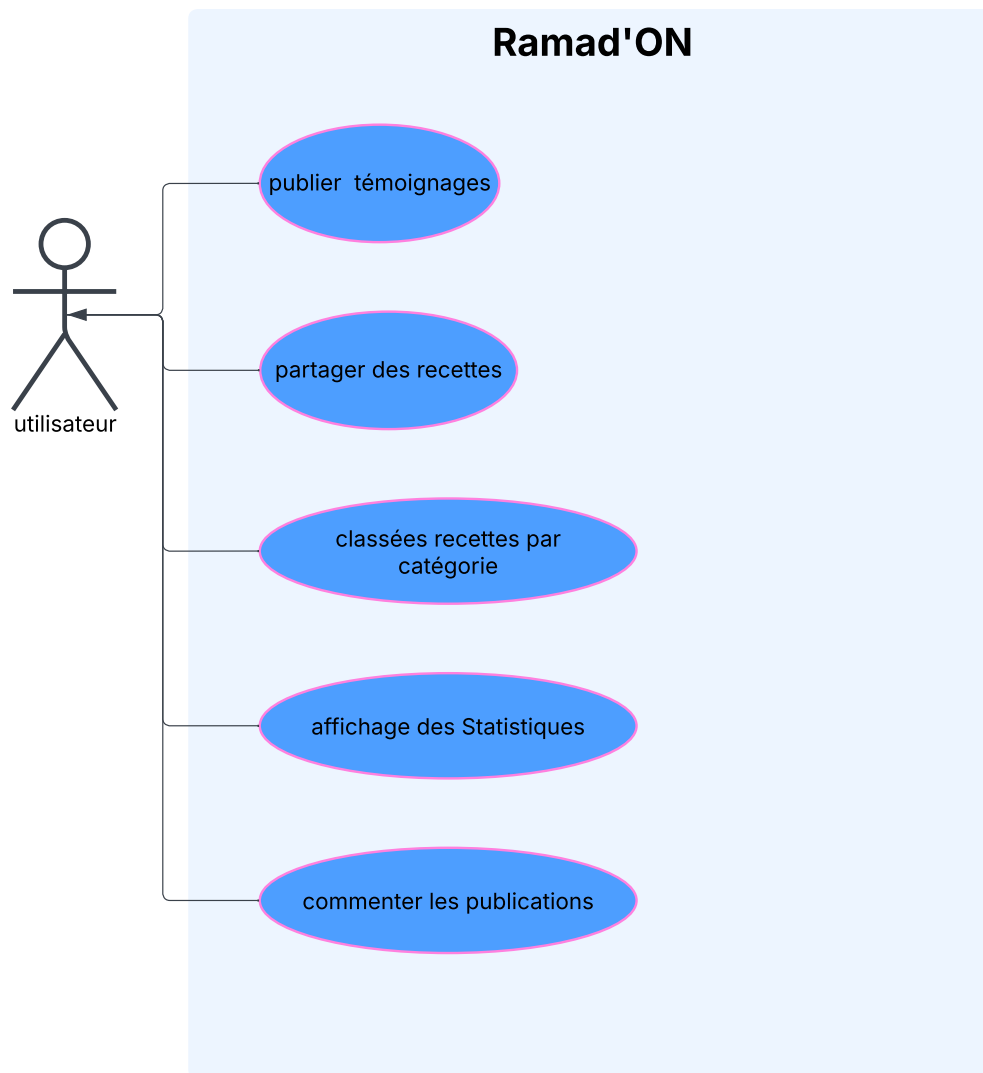 Ramad'ON
publier  témoignages
partager des recettes
utilisateur
classées recettes par
catégorie
affichage des Statistiques
commenter les publications